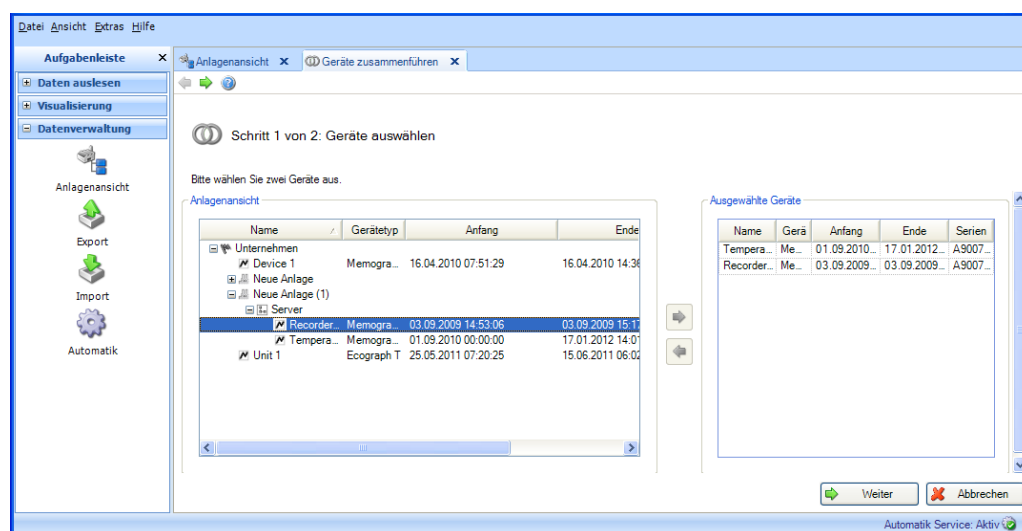 Datei Ansicht Extras Hilfe
Aufgabenliste
Daten auslesen
Visualisierung
Datenverwaltung
Anlagenansicht
Export
Import
Automatik
Anlagenansicht Geräte zusammenführen
Schritt 1 von 2: Geräte auswählen
Bitte wählen Sie zwei Geräte aus.
Anlagenansicht
Name Gerätetyp Anfang Ende
Unternehmen
Device 1 Memogra... 16.04.2010 07:51:29 16.04.2010 14:36
Neue Anlage
Neue Anlage (1)
Server
Recorder... Memogra... 03.09.2009 14:53:06 03.09.2009 15:17
Tempera... Memogra... 01.09.2010 00:00:00 17.01.2012 14:01
Unit 1 Ecograph T 25.05.2011 07:20:25 15.06.2011 06:02
Ausgewählte Geräte
Name Gerä Anfang Ende Serien
Tempera... Me... 01.09.2010... 17.01.2012... A9007...
Recorder... Me... 03.09.2009... 03.09.2009... A9007...
Weiter Abbrechen
Automatik Service: Aktiv